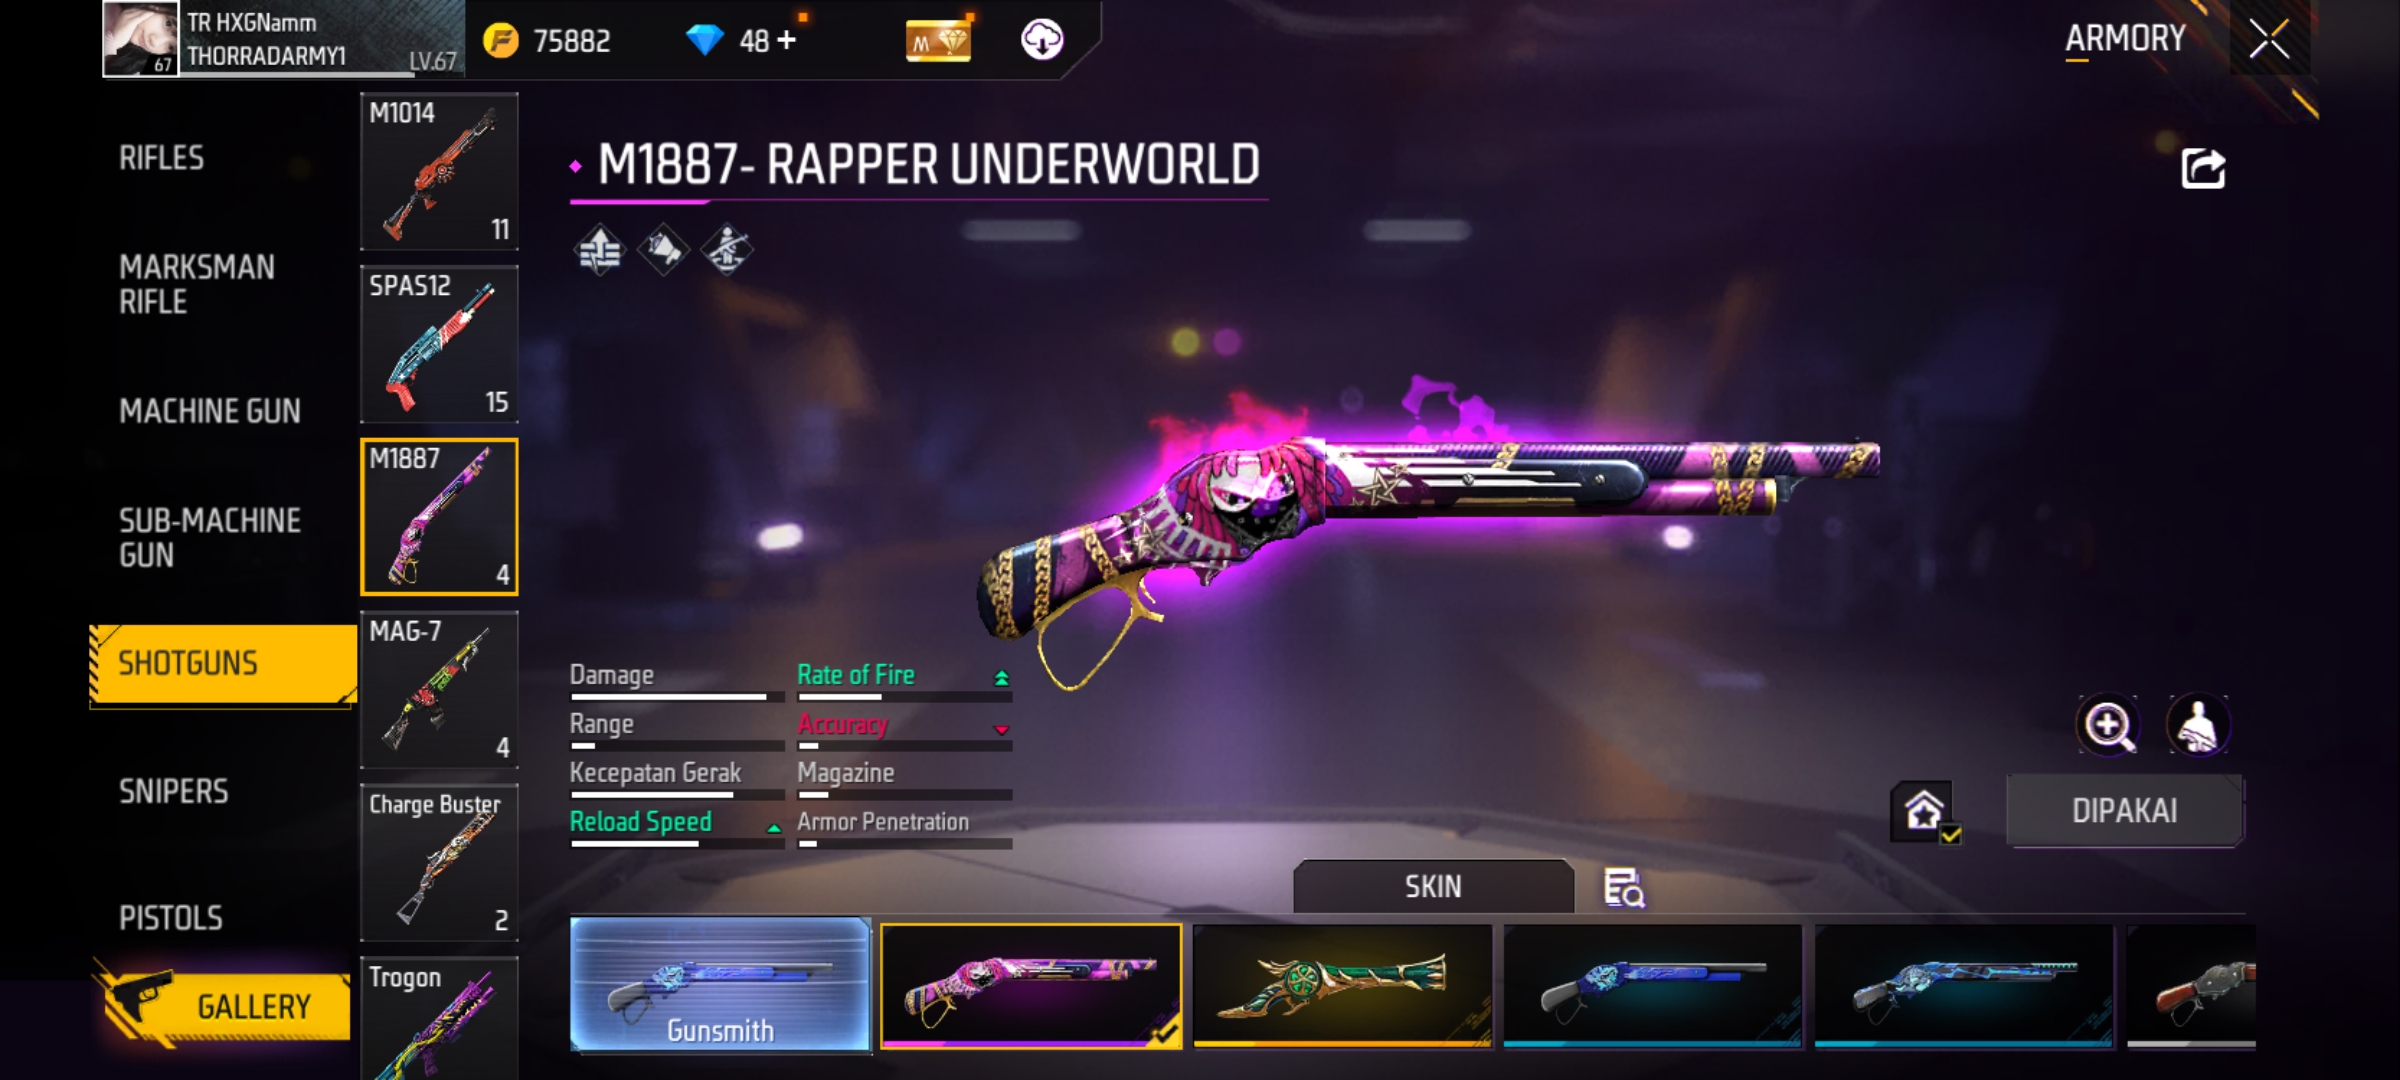 TR HXGNamm
THORRADARMY1
LV.67
67
75882
48 +
M
ARMORY
RIFLES
MARKSMAN
RIFLE
MACHINE GUN
SUB-MACHINE
GUN
SHOTGUNS
SNIPERS
PISTOLS
GALLERY
M1014
11
SPAS12
15
M1887
4
MAG-7
4
Charge Buster
2
Trogon
M1887- RAPPER UNDERWORLD
Damage
Rate of Fire
Range
Accuracy
Kecepatan Gerak
Magazine
Reload Speed
Armor Penetration
DIPAKAI
SKIN
Gunsmith